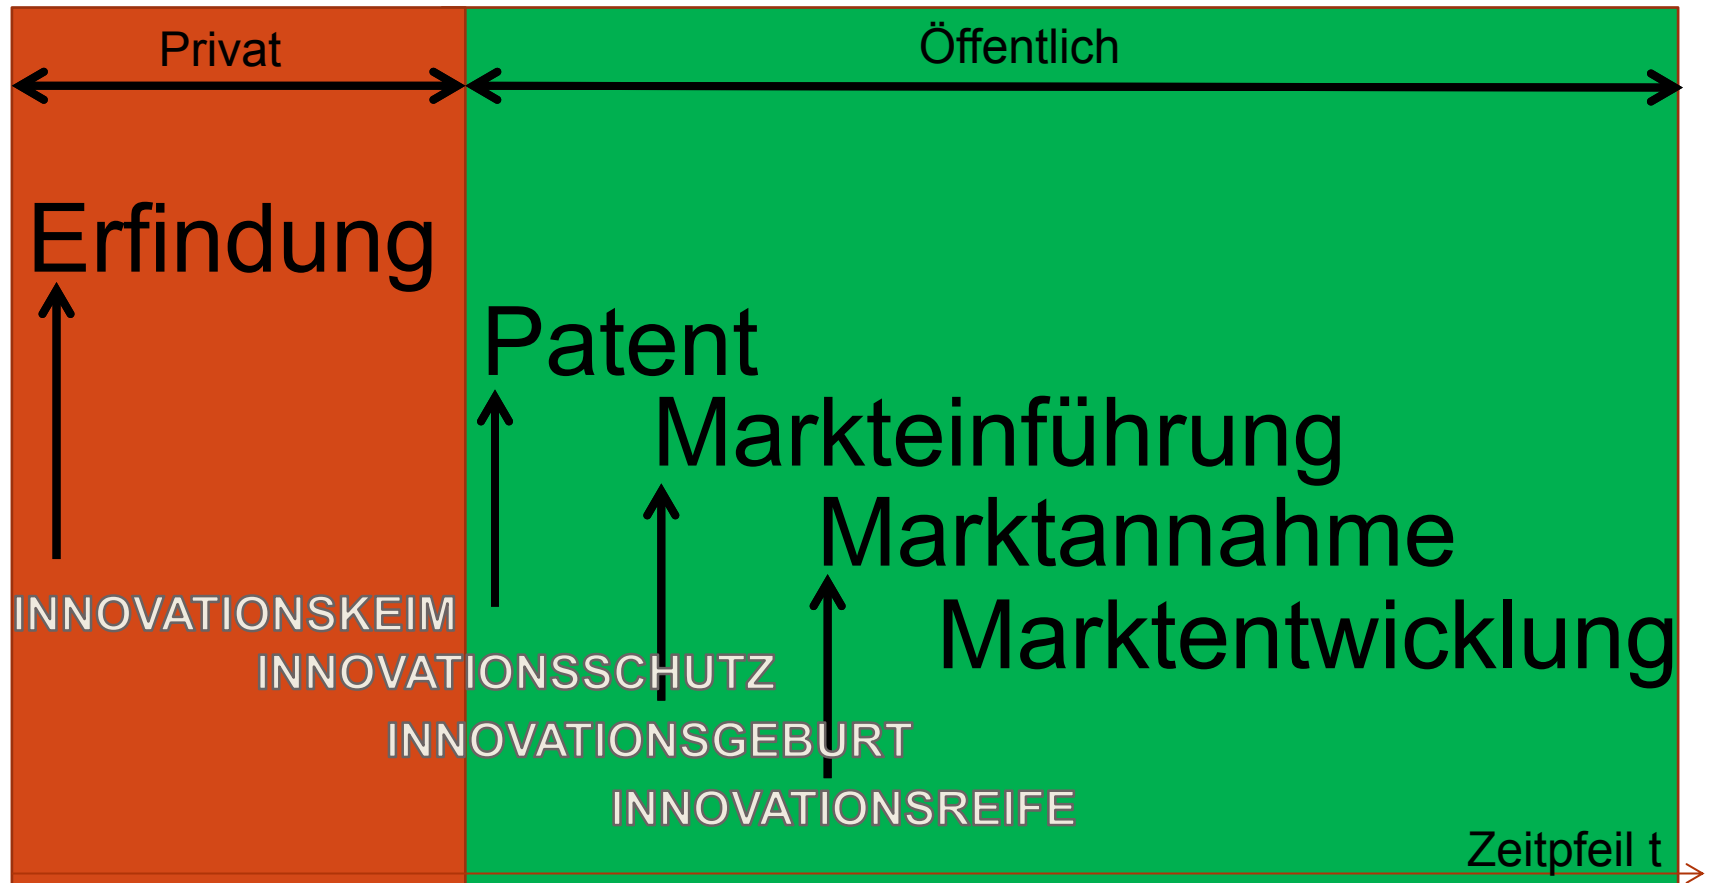 Privat
Öffentlich
Erfindung
Patent
Markteinführung
Marktannahme
INNOVATIONSKEIM
Marktentwicklung
INNOVATIONSSCHUTZ
INNOVATIONSGEBURT
INNOVATIONSREIFE
Zeitpfeil t